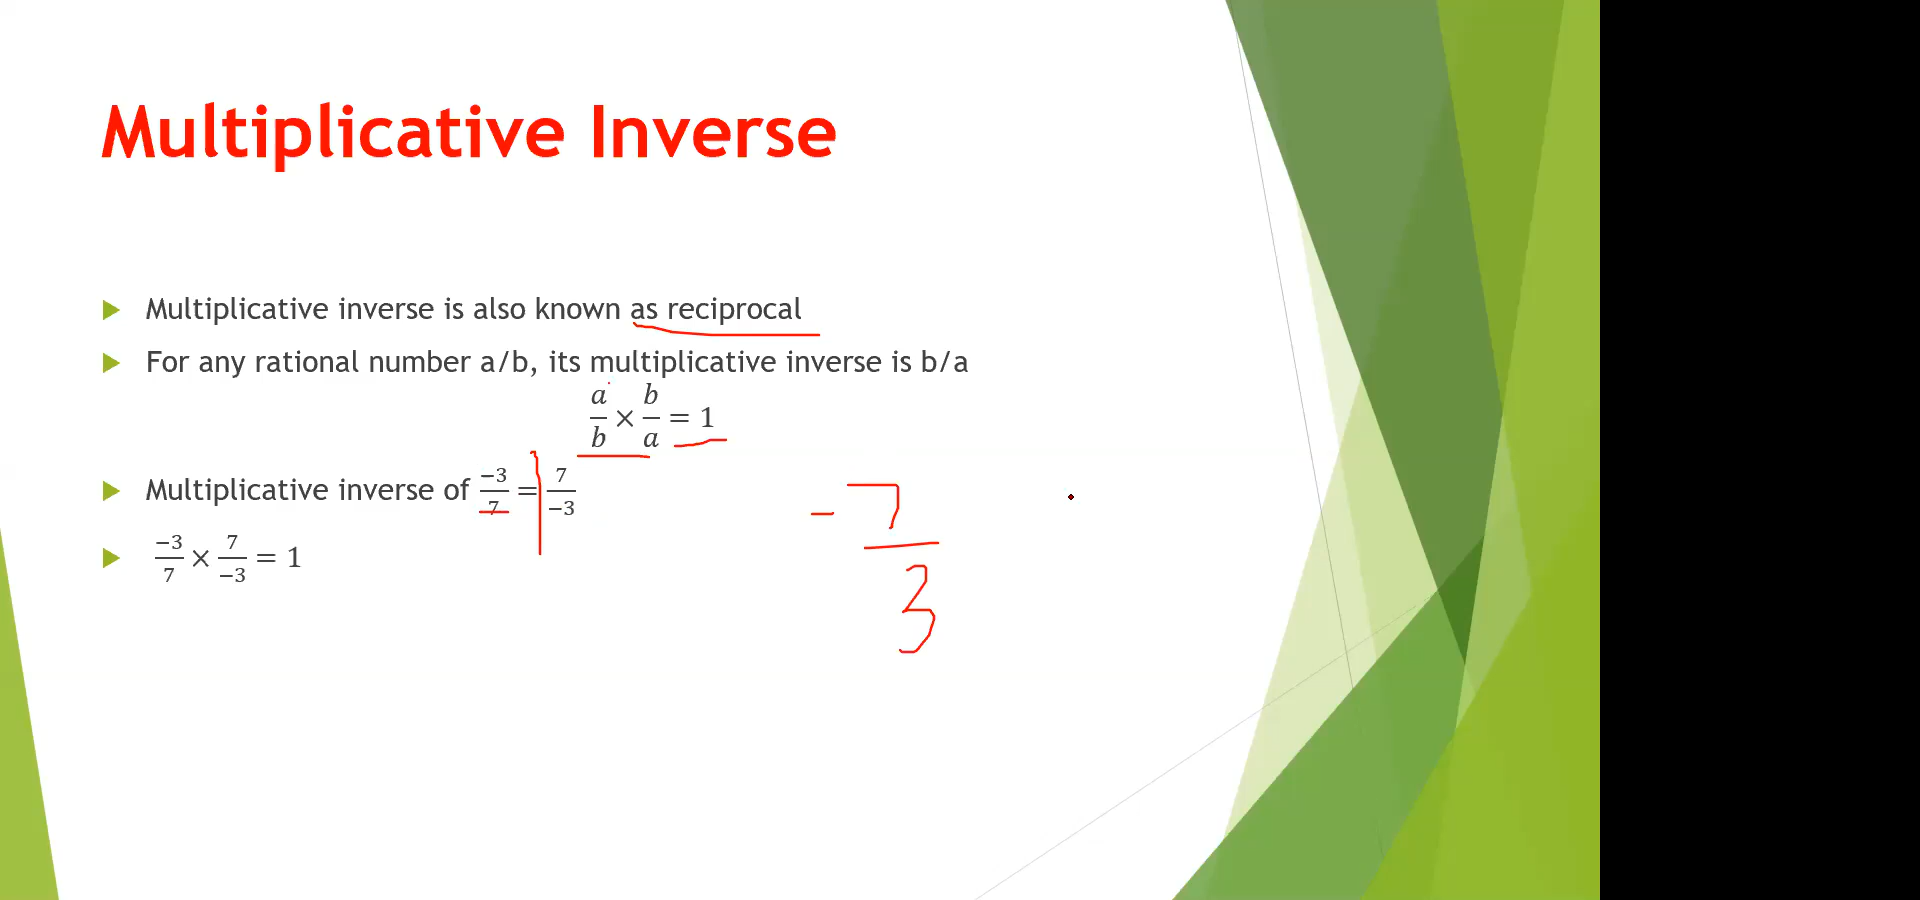 Multiplicative Inverse
Multiplicative inverse is also known as reciprocal
For any rational number a/b, its multiplicative inverse is b/a
a/b × b/a = 1
Multiplicative inverse of −3/7 = 7/−3
−3/7 × 7/−3 = 1
-7/3